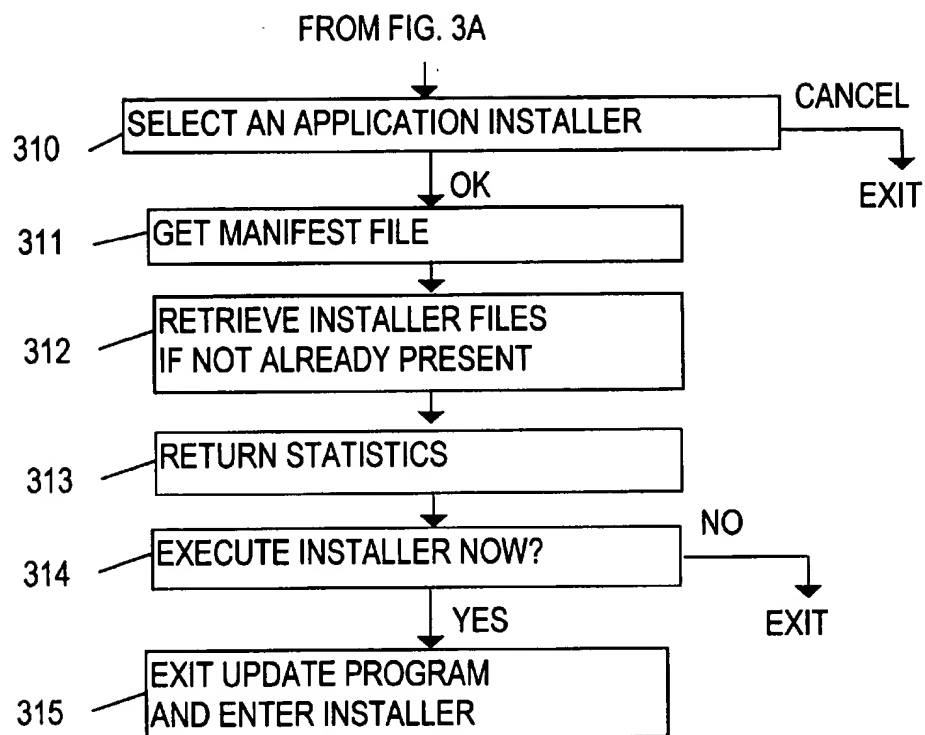 FROM FIG. 3A
310
SELECT AN APPLICATION INSTALLER
CANCEL
EXIT
OK
311
GET MANIFEST FILE
312
RETRIEVE INSTALLER FILES
IF NOT ALREADY PRESENT
313
RETURN STATISTICS
314
EXECUTE INSTALLER NOW?
NO
EXIT
YES
315
EXIT UPDATE PROGRAM
AND ENTER INSTALLER